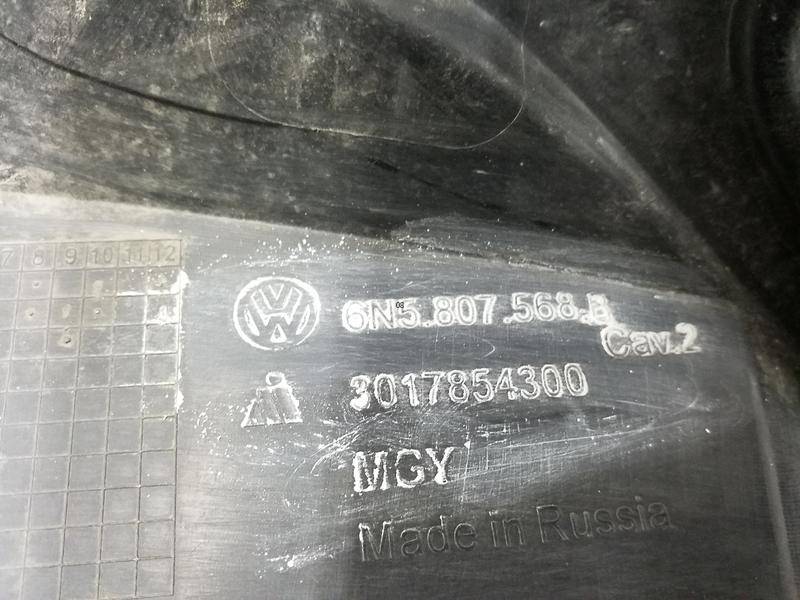 7 8 9 10 11 12
6N5.807.568.B
Cav.2
3017854300
MGY
Made in Russia